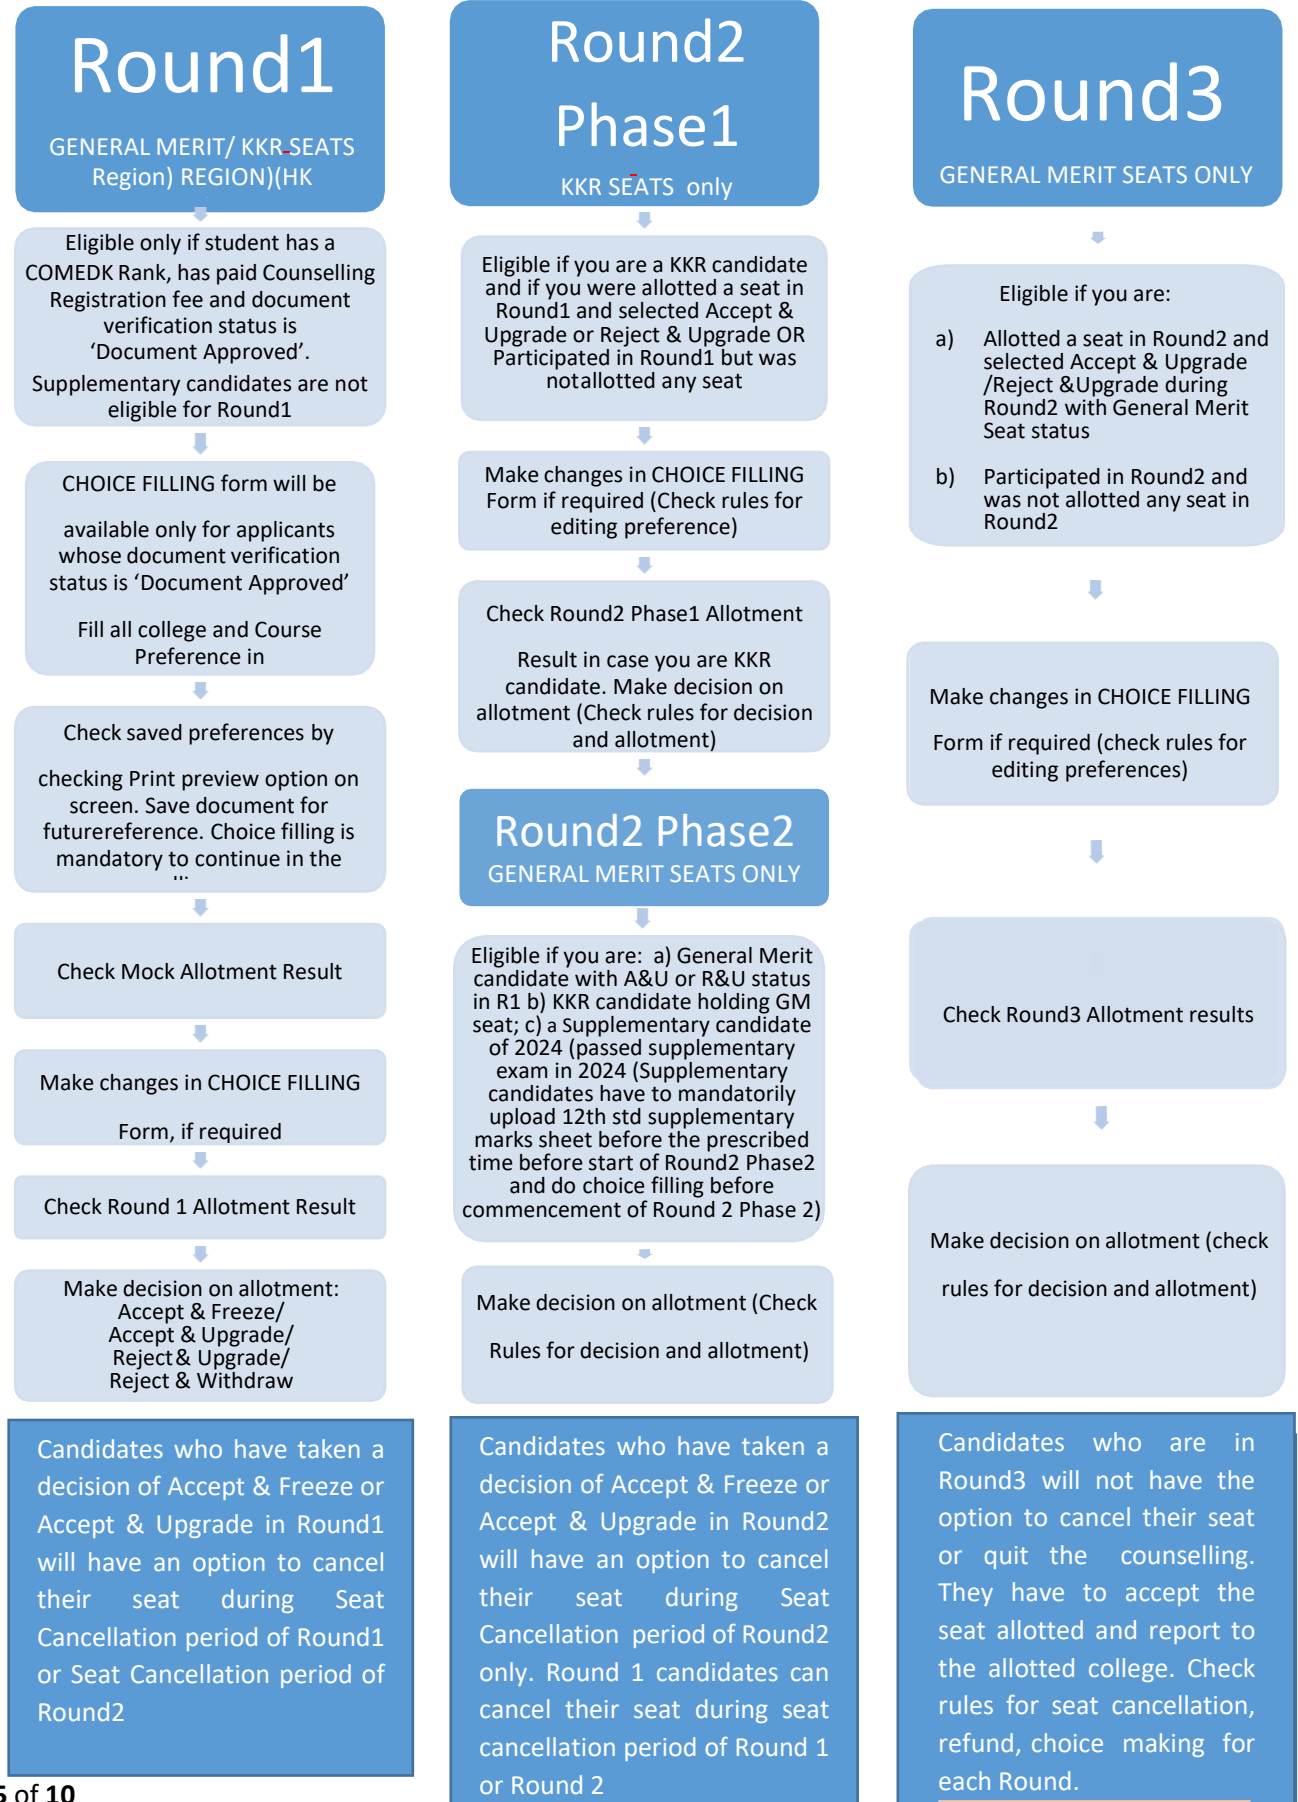 Round1
GENERAL MERIT/ KKR SEATS
Region) REGION)(HK
Eligible only if student has a
COMEDK Rank, has paid Counselling
Registration fee and document
verification status is
‘Document Approved’.
Supplementary candidates are not
eligible for Round1
CHOICE FILLING form will be
available only for applicants
whose document verification
status is ‘Document Approved’
Fill all college and Course
Preference in
Check saved preferences by
checking Print preview option on
screen. Save document for
futurereference. Choice filling is
mandatory to continue in the
Check Mock Allotment Result
Make changes in CHOICE FILLING
Form, if required
Check Round 1 Allotment Result
Make decision on allotment:
Accept & Freeze/
Accept & Upgrade/
Reject & Upgrade/
Reject & Withdraw
Candidates who have taken a
decision of Accept & Freeze or
Accept & Upgrade in Round1
will have an option to cancel
their seat during Seat
Cancellation period of Round1
or Seat Cancellation period of
Round2
Round2
Phase1
KKR SEATS only
Eligible if you are a KKR candidate
and if you were allotted a seat in
Round1 and selected Accept &
Upgrade or Reject & Upgrade OR
Participated in Round1 but was
notallotted any seat
Make changes in CHOICE FILLING
Form if required (Check rules for
editing preference)
Check Round2 Phase1 Allotment
Result in case you are KKR
candidate. Make decision on
allotment (Check rules for decision
and allotment)
Round2 Phase2
GENERAL MERIT SEATS ONLY
Eligible if you are: a) General Merit
candidate with A&U or R&U status
in R1 b) KKR candidate holding GM
seat; c) a Supplementary candidate
of 2024 (passed supplementary
exam in 2024 (Supplementary
candidates have to mandatorily
upload 12th std supplementary
marks sheet before the prescribed
time before start of Round2 Phase2
and do choice filling before
commencement of Round 2 Phase 2)
Make decision on allotment (Check
Rules for decision and allotment)
Candidates who have taken a
decision of Accept & Freeze or
Accept & Upgrade in Round2
will have an option to cancel
their seat during Seat
Cancellation period of Round2
only. Round 1 candidates can
cancel their seat during seat
cancellation period of Round 1
or Round 2
Round3
GENERAL MERIT SEATS ONLY
Eligible if you are:
a) Allotted a seat in Round2 and
selected Accept & Upgrade
/Reject &Upgrade during
Round2 with General Merit
Seat status
b) Participated in Round2 and
was not allotted any seat in
Round2
Make changes in CHOICE FILLING
Form if required (check rules for
editing preferences)
Check Round3 Allotment results
Make decision on allotment (check
rules for decision and allotment)
Candidates who are in
Round3 will not have the
option to cancel their seat
or quit the counselling.
They have to accept the
seat allotted and report to
the allotted college. Check
rules for seat cancellation,
refund, choice making for
each Round.
5 of 10